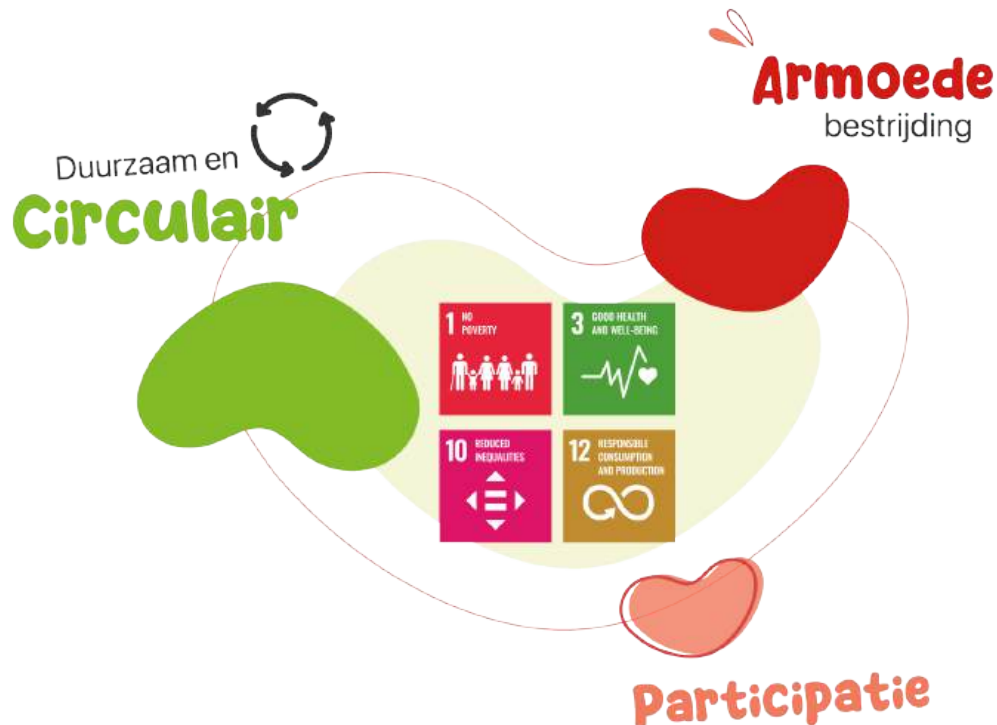 Armoede
bestrijding
Duurzaam en
Circulair
1 NO
POVERTY
3 GOOD HEALTH
AND WELL-BEING
10 REDUCED
INEQUALITIES
12 RESPONSIBLE
CONSUMPTION
AND PRODUCTION
Participatie